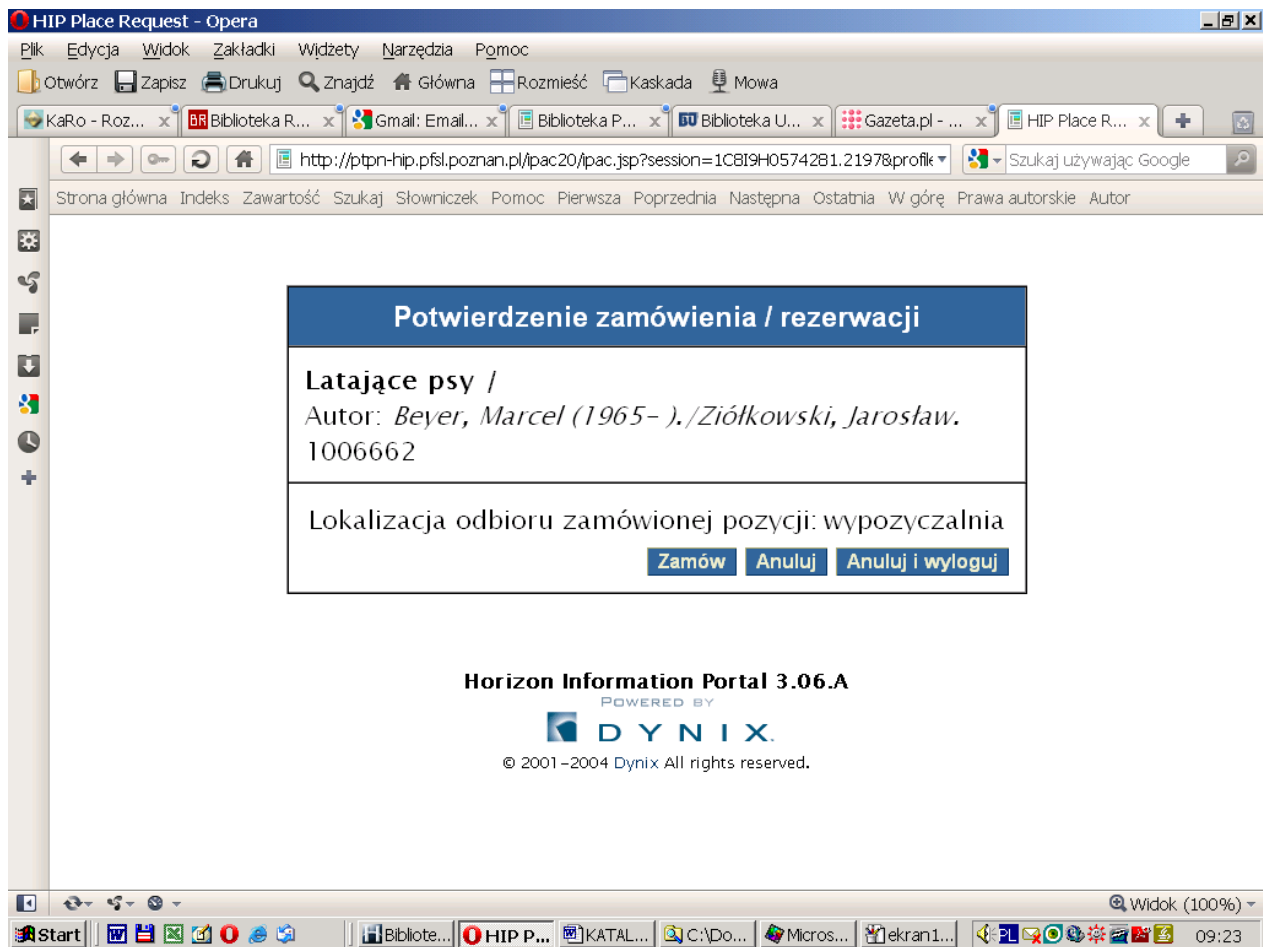 HIP Place Request - Opera
Plik Edycja Widok Zakładki Widżety Narzędzia Pomoc
Otwórz Zapisz Drukuj Znajdź Główna Rozmieść Kaskada Mowa
KaRo - Roz... BR Biblioteka R... Gmail: Email... Biblioteka P... Biblioteka U... Gazeta.pl - ... HIP Place R...
http://ptpn-hip.pfsl.poznan.pl/ipac20/ipac.jsp?session=1C8I9H0574281.2197&profile Szukaj używając Google
Strona główna Indeks Zawartość Szukaj Słowniczek Pomoc Pierwsza Poprzednia Następna Ostatnia W górę Prawa autorskie Autor
Potwierdzenie zamówienia / rezerwacji
Latające psy /
Autor: Beyer, Marcel (1965- )./Ziółkowski, Jarosław.
1006662
Lokalizacja odbioru zamówionej pozycji: wypozyczalnia
Zamów Anuluj Anuluj i wyloguj
Horizon Information Portal 3.06.A
POWERED BY
DYNIX.
© 2001-2004 Dynix All rights reserved.
Widok (100%)
Start Bibliote... HIP P... KATAL... C:\Do... Micros... ekran1... PL 09:23